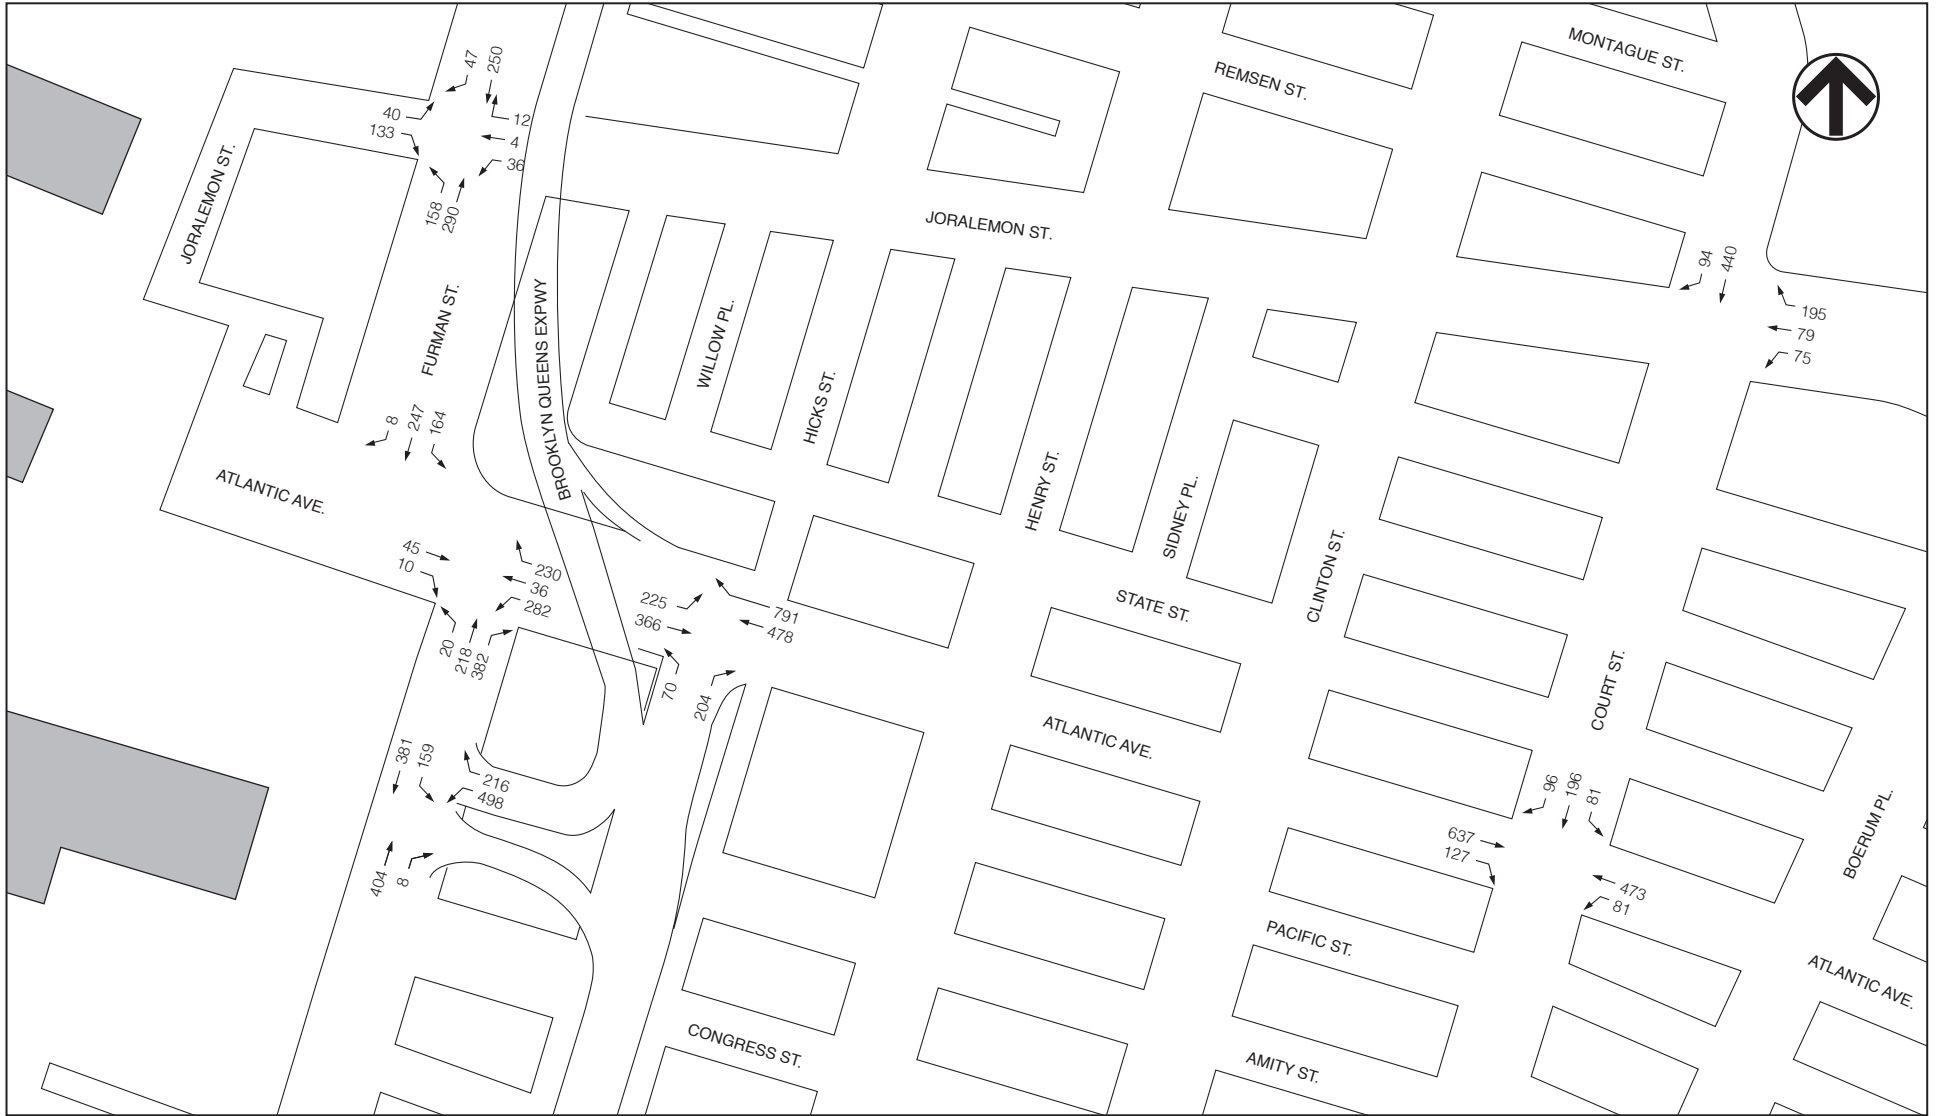 MONTAGUE ST.
REMSEN ST.
47
250
40
133
12
4
36
158
290
JORALEMON ST.
JORALEMON ST.
94
440
195
79
75
FURMAN ST.
BROOKLYN QUEENS EXPWY
WILLOW PL.
HICKS ST.
8
247
164
ATLANTIC AVE.
HENRY ST.
SIDNEY PL.
CLINTON ST.
45
10
230
36
282
20
218
382
225
366
791
478
70
204
STATE ST.
COURT ST.
ATLANTIC AVE.
381
159
216
498
404
8
96
196
81
637
127
473
81
BOERUM PL.
PACIFIC ST.
ATLANTIC AVE.
CONGRESS ST.
AMITY ST.